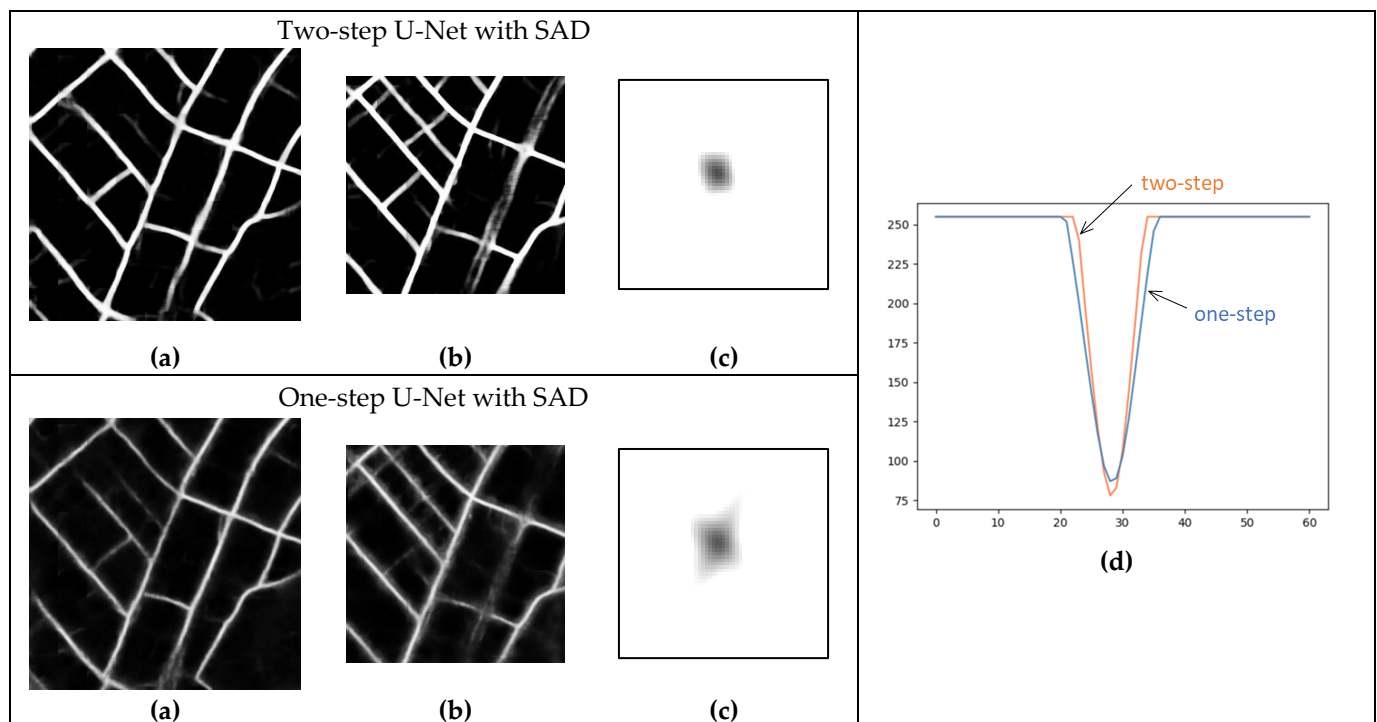 Two-step U-Net with SAD
(a) (b) (c)
One-step U-Net with SAD
(a) (b) (c)
two-step
one-step
250
225
200
175
150
125
100
75
0 10 20 30 40 50 60
(d)